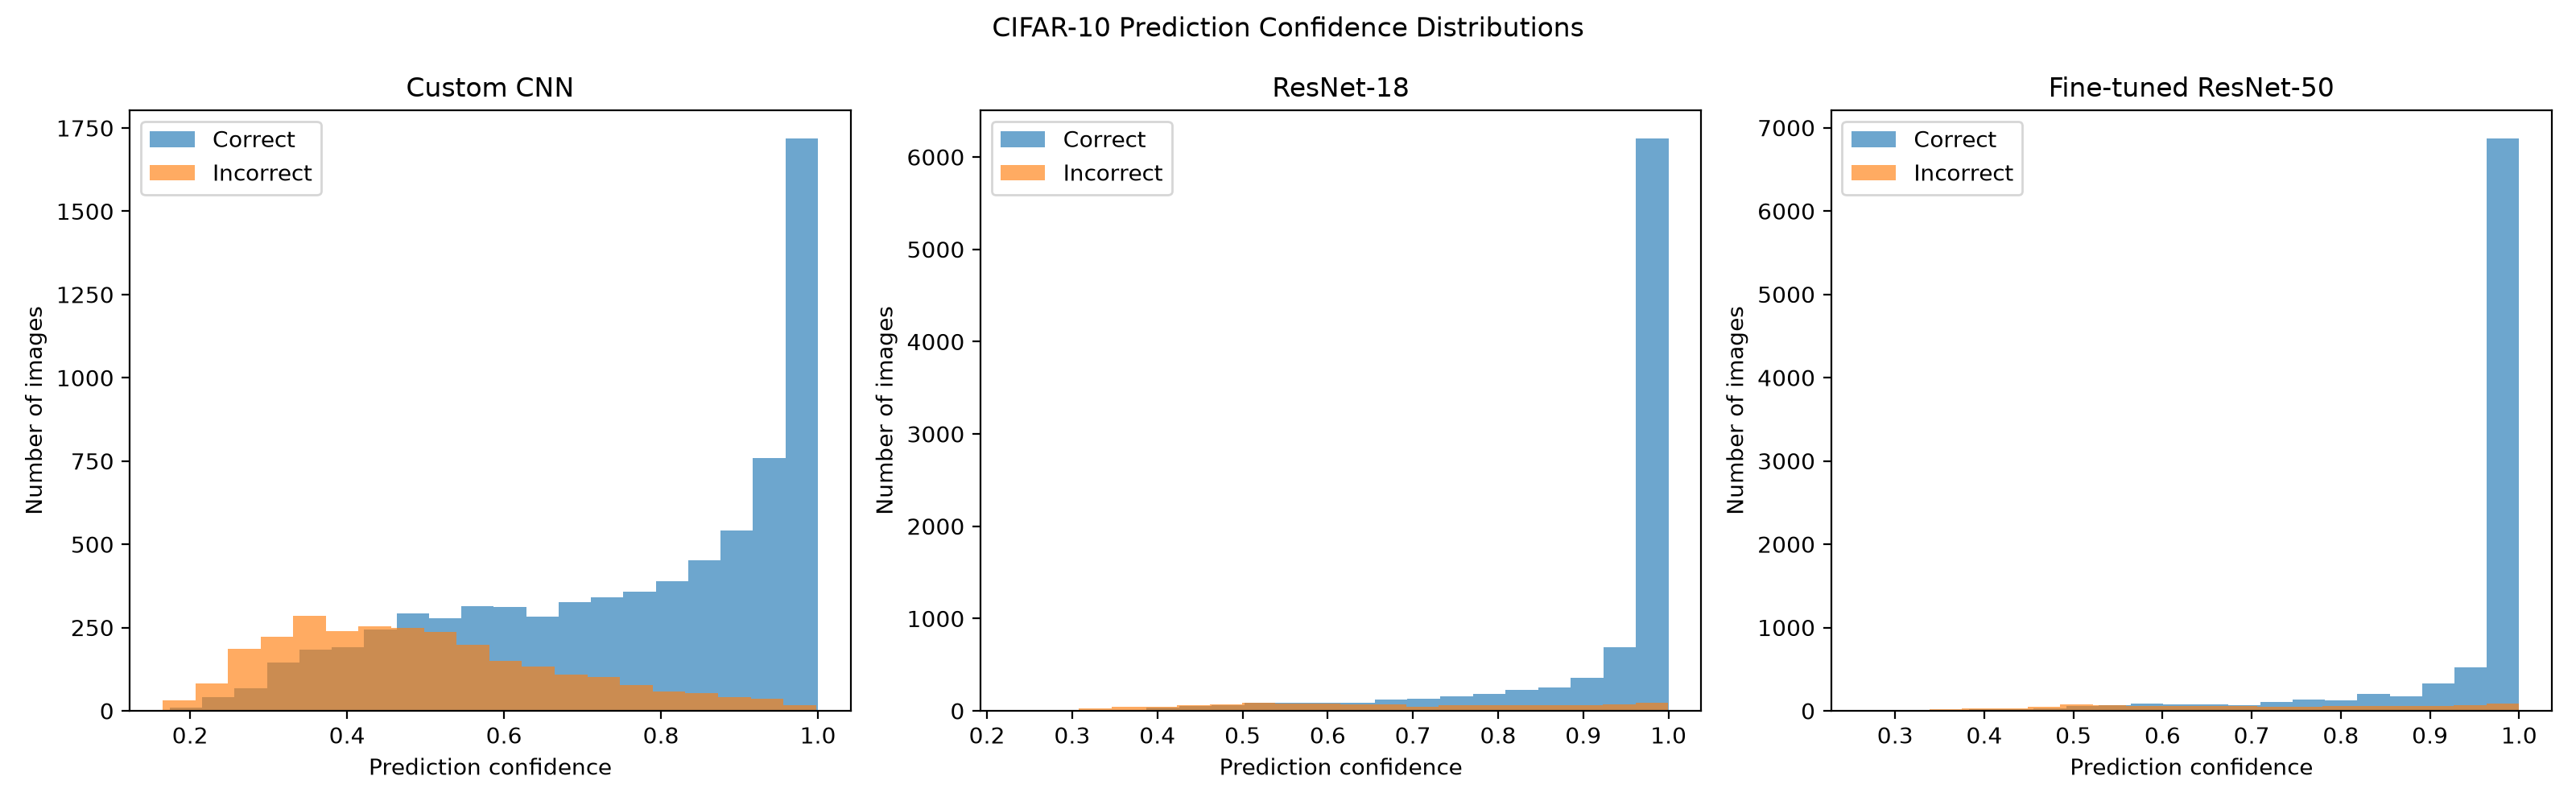 CIFAR-10 Prediction Confidence Distributions
Custom CNN
Correct
Incorrect
1750
1500
1250
1000
750
500
250
0
Number of images
0.2 0.4 0.6 0.8 1.0
Prediction confidence
ResNet-18
Correct
Incorrect
6000
5000
4000
3000
2000
1000
0
Number of images
0.2 0.3 0.4 0.5 0.6 0.7 0.8 0.9 1.0
Prediction confidence
Fine-tuned ResNet-50
Correct
Incorrect
7000
6000
5000
4000
3000
2000
1000
0
Number of images
0.3 0.4 0.5 0.6 0.7 0.8 0.9 1.0
Prediction confidence